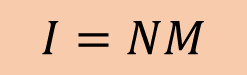 I = NM